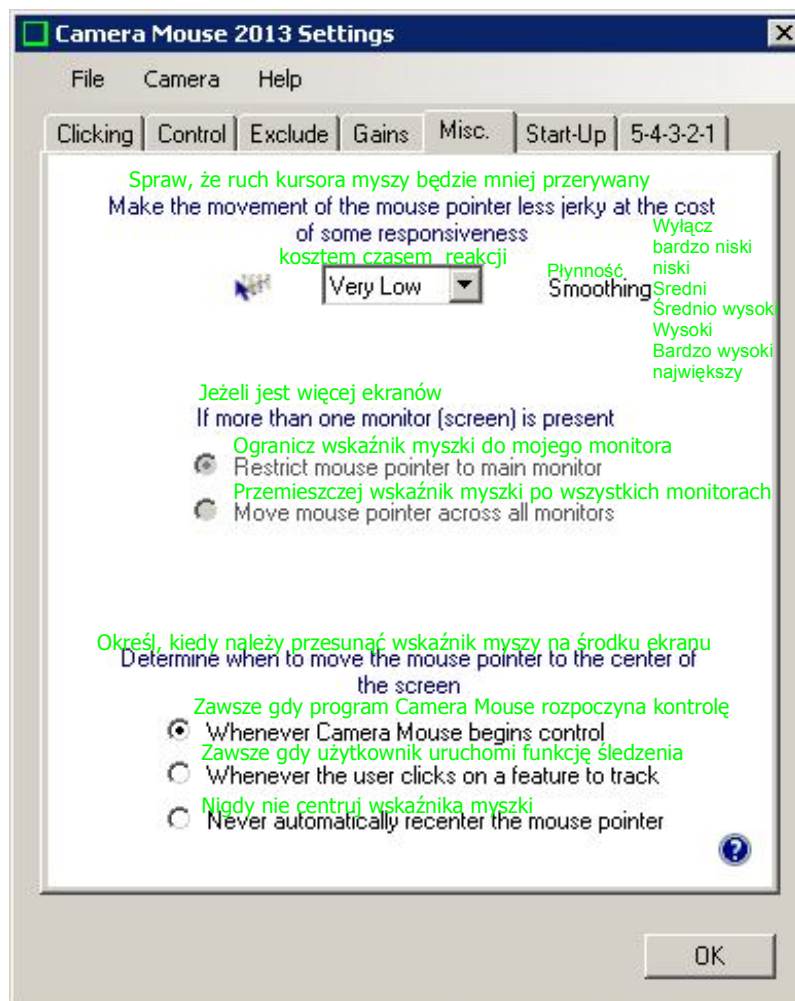 Camera Mouse 2013 Settings
File Camera Help
Clicking Control Exclude Gains Misc. Start-Up 5-4-3-2-1
Spraw, że ruch kursora myszy będzie mniej przerywany
Make the movement of the mouse pointer less jerky at the cost
of some responsiveness
kosztem czasem reakcji
Very Low
Płynność
Smoothing
Wyłącz
bardzo niski
niski
Sredni
Średnio wysoki
Wysoki
Bardzo wysoki
największy
Jeżeli jest więcej ekranów
If more than one monitor (screen) is present
Ogranicz wskaźnik myszki do mojego monitora
Restrict mouse pointer to main monitor
Przemieszczej wskaźnik myszki po wszystkich monitorach
Move mouse pointer across all monitors
Określ, kiedy należy przesunąć wskaźnik myszy na środku ekranu
Determine when to move the mouse pointer to the center of
the screen
Zawsze gdy program Camera Mouse rozpoczyna kontrolę
Whenever Camera Mouse begins control
Zawsze gdy użytkownik uruchomi funkcję śledzenia
Whenever the user clicks on a feature to track
Nigdy nie centruj wskaźnika myszki
Never automatically recenter the mouse pointer
?
OK